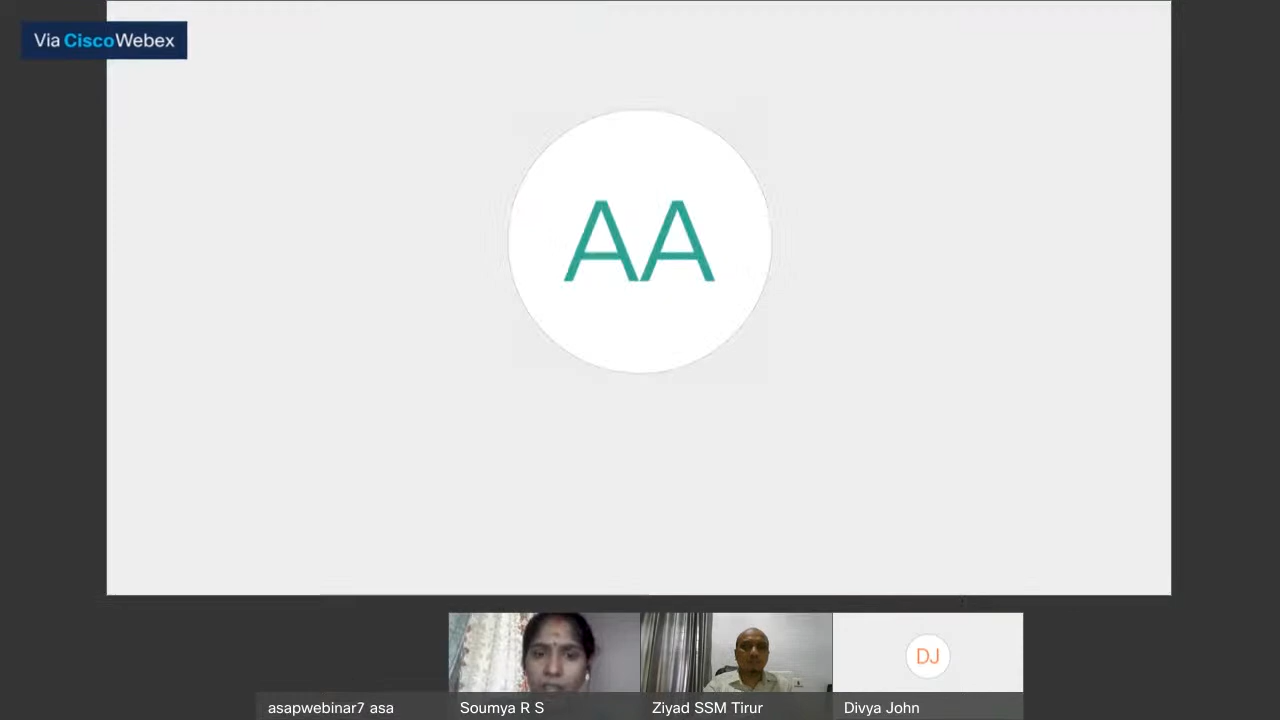 Via CiscoWebex
AA
DJ
asapwebinar7 asa
Soumya R S
Ziyad SSM Tirur
Divya John